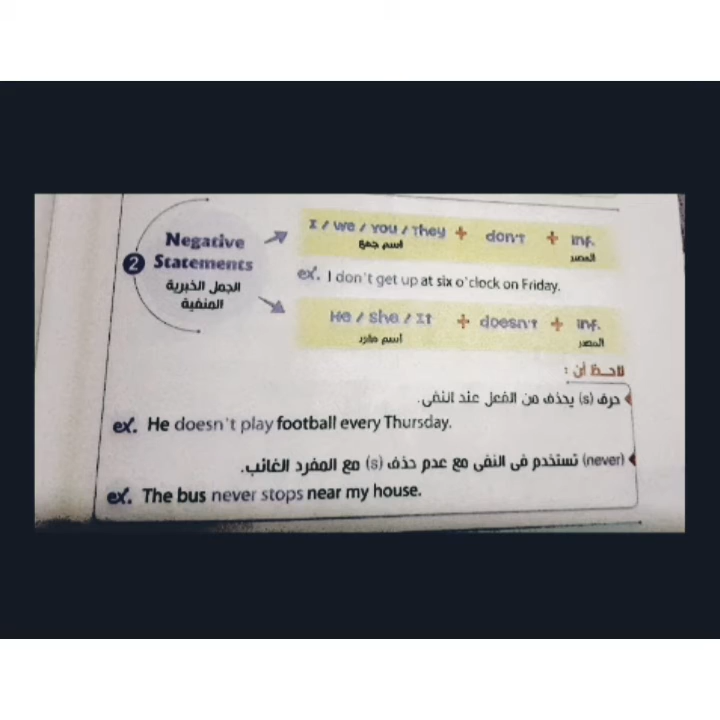 2 Negative Statements
الجمل الخبرية
المنفية
I / We / You / They + don't + inf.
اسم جمع المصدر
ex. I don't get up at six o'clock on Friday.
He / She / It + doesn't + inf.
اسم مفرد المصدر
لاحظ أن :
حرف (s) يحذف من الفعل عند النفى.
ex. He doesn't play football every Thursday.
(never) تستخدم فى النفى مع عدم حذف (s) مع المفرد الغائب.
ex. The bus never stops near my house.